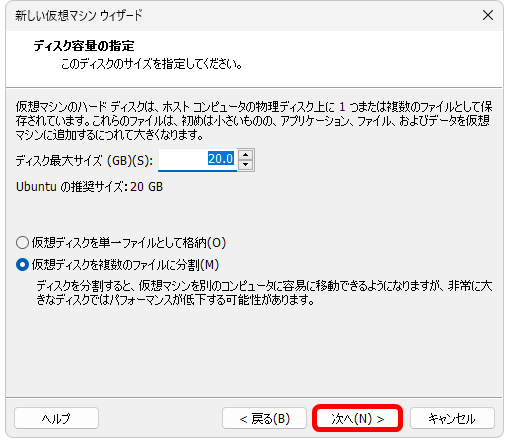 新しい仮想マシン ウィザード
ディスク容量の指定
このディスクのサイズを指定してください。
仮想マシンのハード ディスクは、ホスト コンピュータの物理ディスク上に 1 つまたは複数のファイルとして保
存されています。これらのファイルは、初めは小さいものの、アプリケーション、ファイル、およびデータを仮想
マシンに追加するにつれて大きくなります。
ディスク最大サイズ (GB)(S): 20.0
Ubuntu の推奨サイズ: 20 GB
仮想ディスクを単一ファイルとして格納(O)
仮想ディスクを複数のファイルに分割(M)
ディスクを分割すると、仮想マシンを別のコンピュータに容易に移動できるようになりますが、非常に大
きなディスクではパフォーマンスが低下する可能性があります。
ヘルプ < 戻る(B) 次へ(N) > キャンセル